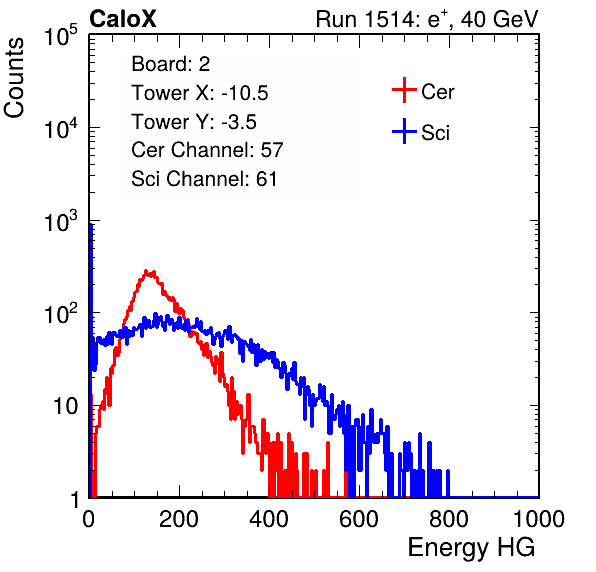 CaloX Run 1514: e⁺, 40 GeV
Board: 2
Tower X: -10.5
Tower Y: -3.5
Cer Channel: 57
Sci Channel: 61
Cer
Sci
Counts
10⁵
10⁴
10³
10²
10
1
0 200 400 600 800 1000
Energy HG